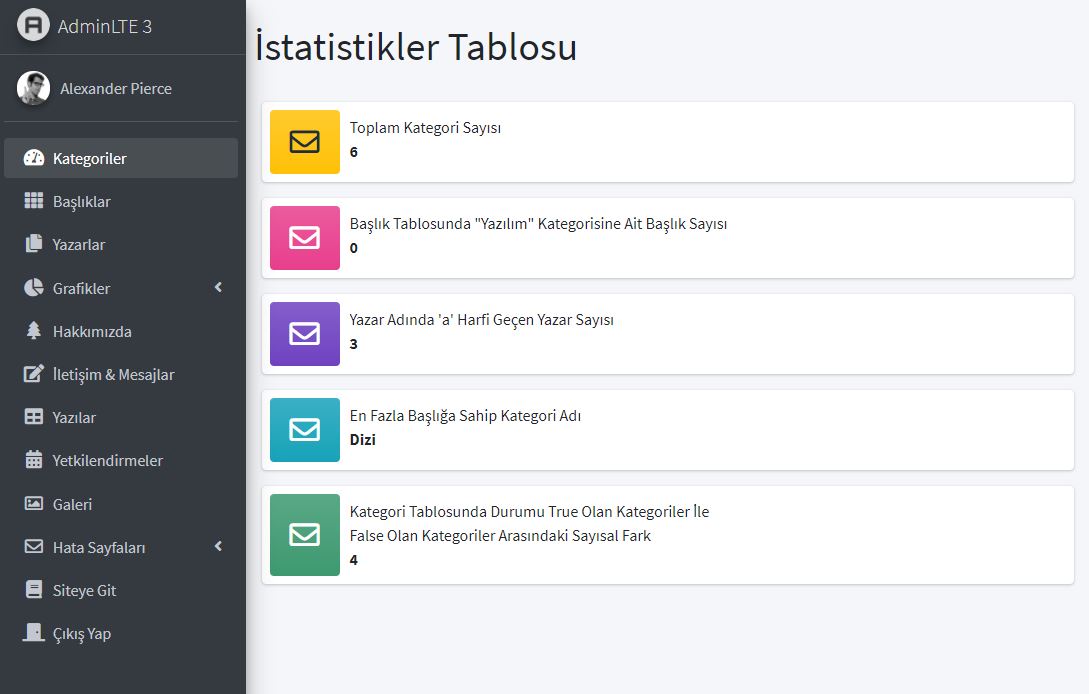 AdminLTE 3
Alexander Pierce
Kategoriler
Başlıklar
Yazarlar
Grafikler
Hakkımızda
İletişim & Mesajlar
Yazılar
Yetkilendirmeler
Galeri
Hata Sayfaları
Siteye Git
Çıkış Yap
İstatistikler Tablosu
Toplam Kategori Sayısı
6
Başlık Tablosunda "Yazılım" Kategorisine Ait Başlık Sayısı
0
Yazar Adında 'a' Harfi Geçen Yazar Sayısı
3
En Fazla Başlığa Sahip Kategori Adı
Dizi
Kategori Tablosunda Durumu True Olan Kategoriler İle
False Olan Kategoriler Arasındaki Sayısal Fark
4